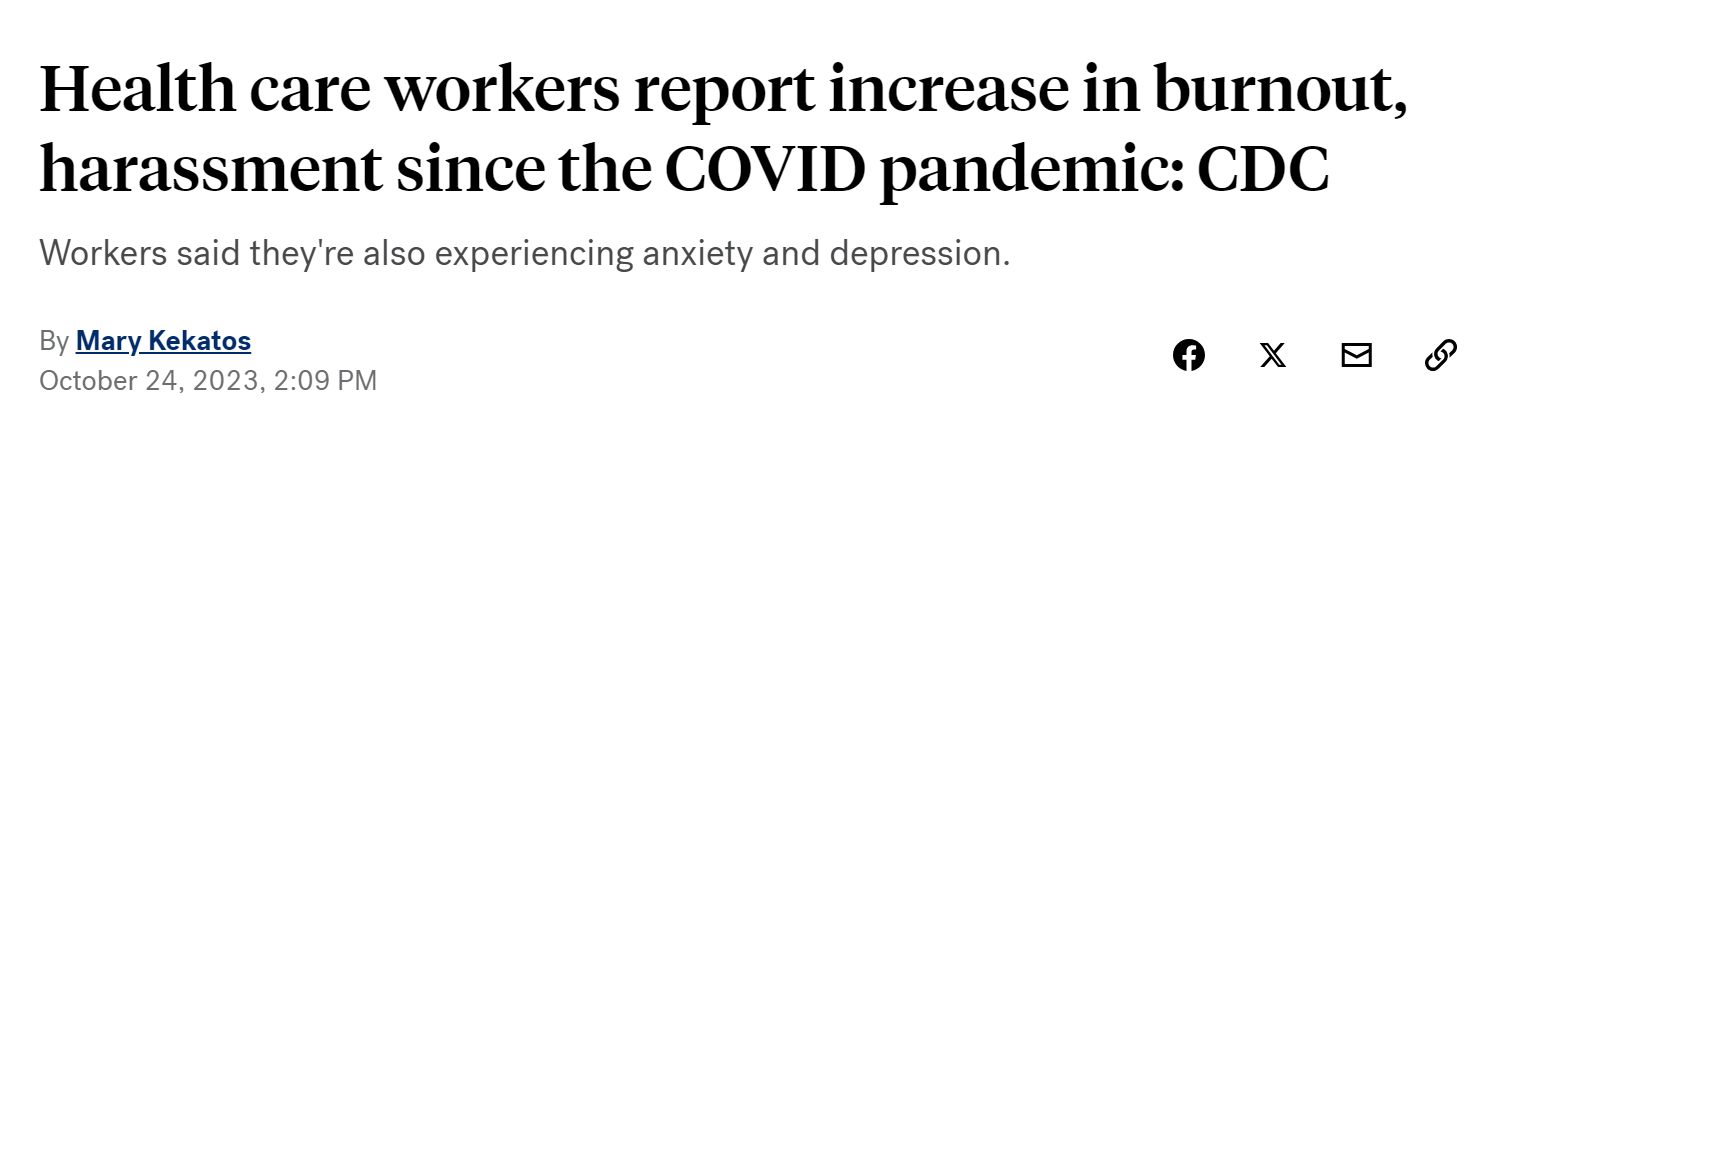 Health care workers report increase in burnout,
harassment since the COVID pandemic: CDC
Workers said they're also experiencing anxiety and depression.
By Mary Kekatos
October 24, 2023, 2:09 PM